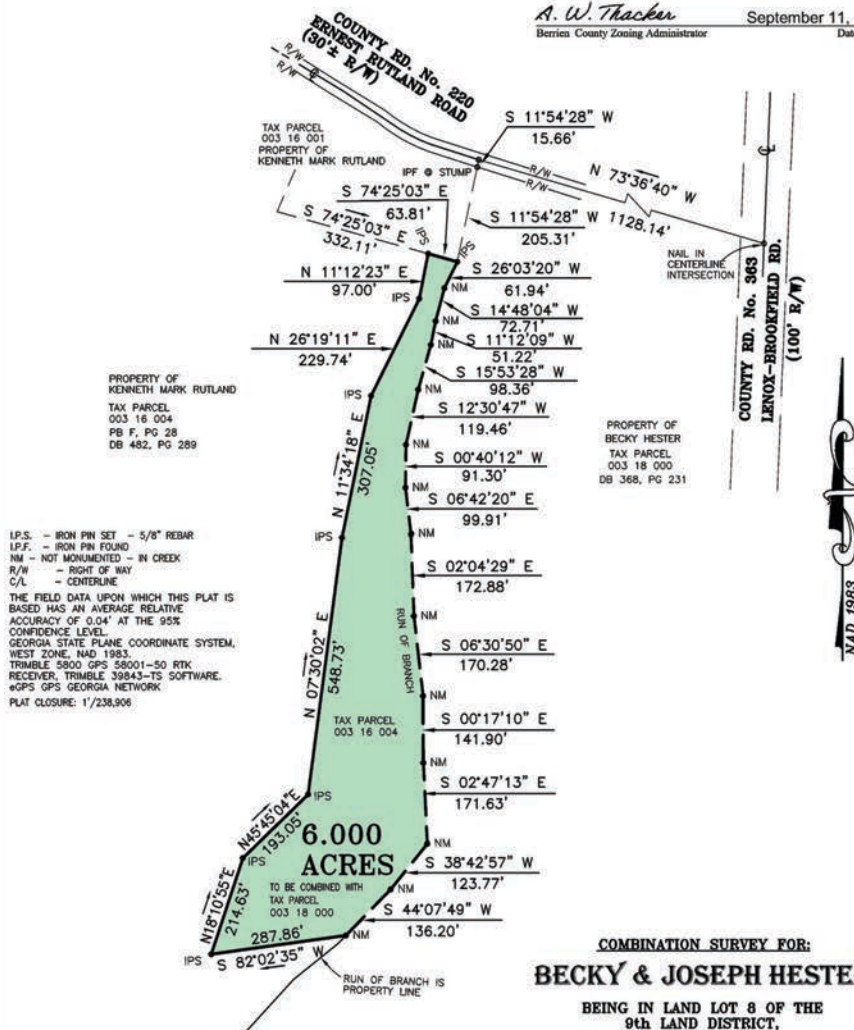 A. W. Thacker
September 11,
Berrien County Zoning Administrator
Dat
COUNTY RD. No. 220
ERNEST RUTLAND ROAD
(30'± R/W)
R/W
R/W
℄
TAX PARCEL
003 16 001
PROPERTY OF
KENNETH MARK RUTLAND
S 11°54'28" W
15.66'
IPF @ STUMP
R/W
R/W
N 73°36'40" W
1128.14'
S 74°25'03" E
63.81'
S 74°25'03" E
332.11'
IPS
IPS
S 11°54'28" W
205.31'
NAIL IN
CENTERLINE
INTERSECTION
℄
COUNTY RD. No. 363
LENOX-BROOKFIELD RD.
(100' R/W)
N 11°12'23" E
97.00'
IPS
S 26°03'20" W
61.94'
NM
S 14°48'04" W
72.71'
NM
S 11°12'09" W
51.22'
NM
N 26°19'11" E
229.74'
S 15°53'28" W
98.36'
NM
PROPERTY OF
KENNETH MARK RUTLAND
TAX PARCEL
003 16 004
PB F, PG 28
DB 482, PG 289
IPS
S 12°30'47" W
119.46'
NM
PROPERTY OF
BECKY HESTER
TAX PARCEL
003 18 000
DB 368, PG 231
N 11°34'18" E
307.05'
S 00°40'12" W
91.30'
NM
S 06°42'20" E
99.91'
NM
IPS
I.P.S. - IRON PIN SET - 5/8" REBAR
I.P.F. - IRON PIN FOUND
NM - NOT MONUMENTED - IN CREEK
R/W - RIGHT OF WAY
C/L - CENTERLINE
THE FIELD DATA UPON WHICH THIS PLAT IS
BASED HAS AN AVERAGE RELATIVE
ACCURACY OF 0.04' AT THE 95%
CONFIDENCE LEVEL.
GEORGIA STATE PLANE COORDINATE SYSTEM,
WEST ZONE, NAD 1983.
TRIMBLE 5800 GPS 58001-50 RTK
RECEIVER, TRIMBLE 39843-TS SOFTWARE.
eGPS GPS GEORGIA NETWORK
PLAT CLOSURE: 1'/238,906
S 02°04'29" E
172.88'
NM
RUN OF BRANCH
NAD 1983
S 06°30'50" E
170.28'
NM
N 07°30'02" E
548.73'
TAX PARCEL
003 16 004
S 00°17'10" E
141.90'
NM
S 02°47'13" E
171.63'
IPS
N45°45'04"E
193.05'
6.000
ACRES
NM
IPS
S 38°42'57" W
123.77'
TO BE COMBINED WITH
TAX PARCEL
003 18 000
NM
N18°10'55"E
214.63'
S 44°07'49" W
136.20'
NM
287.86'
S 82°02'35" W
IPS
RUN OF BRANCH IS
PROPERTY LINE
COMBINATION SURVEY FOR:
BECKY & JOSEPH HESTE
BEING IN LAND LOT 8 OF THE
9th LAND DISTRICT,